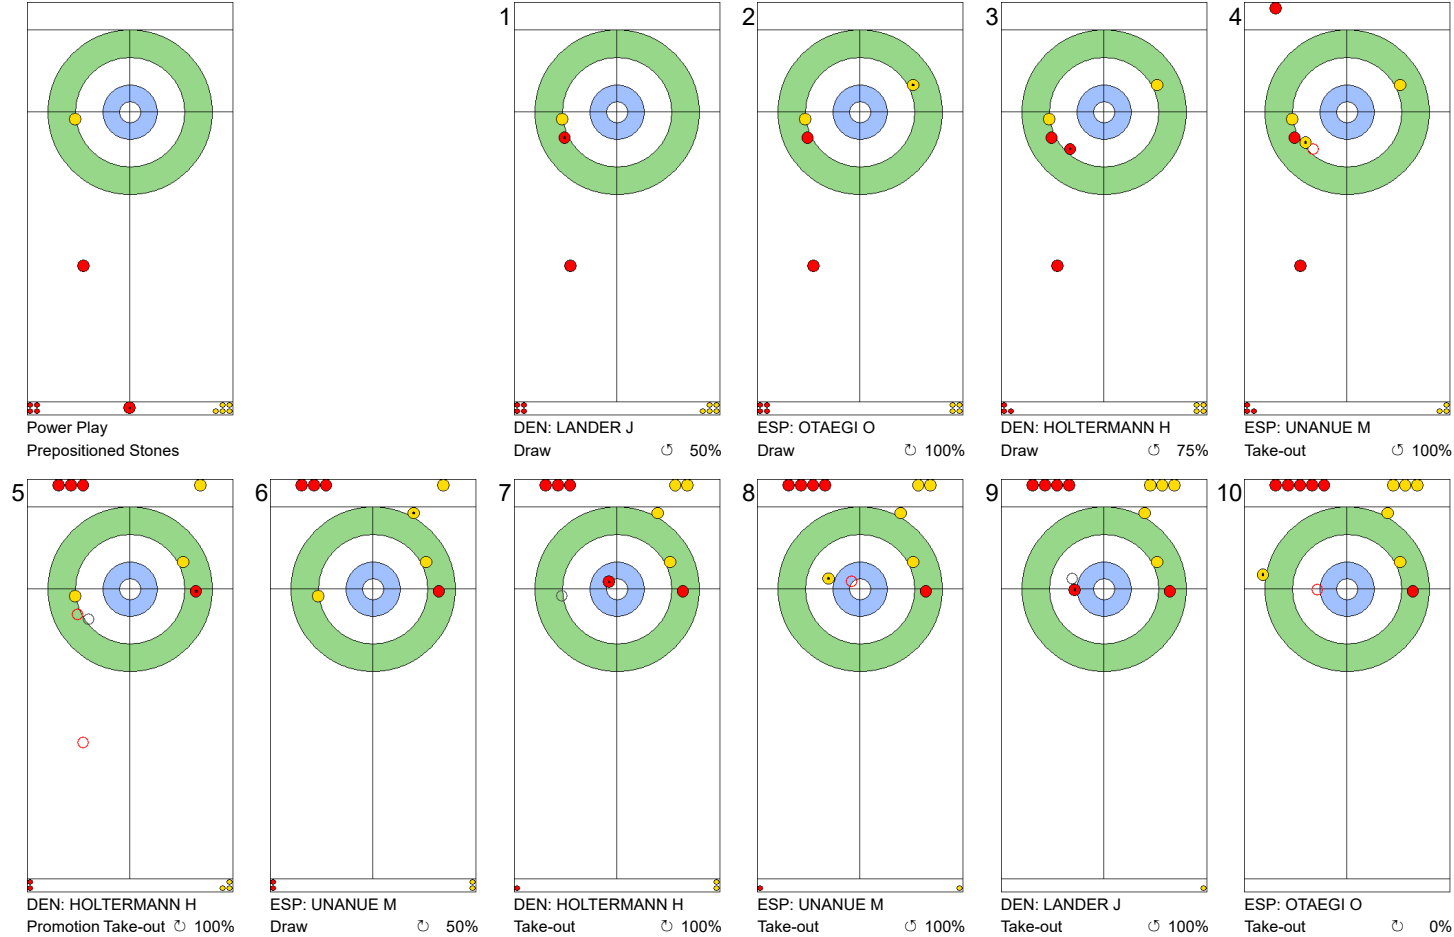 1
2
3
4
Power Play
Prepositioned Stones
DEN: LANDER J
Draw ↺ 50%
ESP: OTAEGI O
Draw ↻ 100%
DEN: HOLTERMANN H
Draw ↺ 75%
ESP: UNANUE M
Take-out ↺ 100%
5
6
7
8
9
10
DEN: HOLTERMANN H
Promotion Take-out ↻ 100%
ESP: UNANUE M
Draw ↻ 50%
DEN: HOLTERMANN H
Take-out ↻ 100%
ESP: UNANUE M
Take-out ↺ 100%
DEN: LANDER J
Take-out ↺ 100%
ESP: OTAEGI O
Take-out ↻ 0%